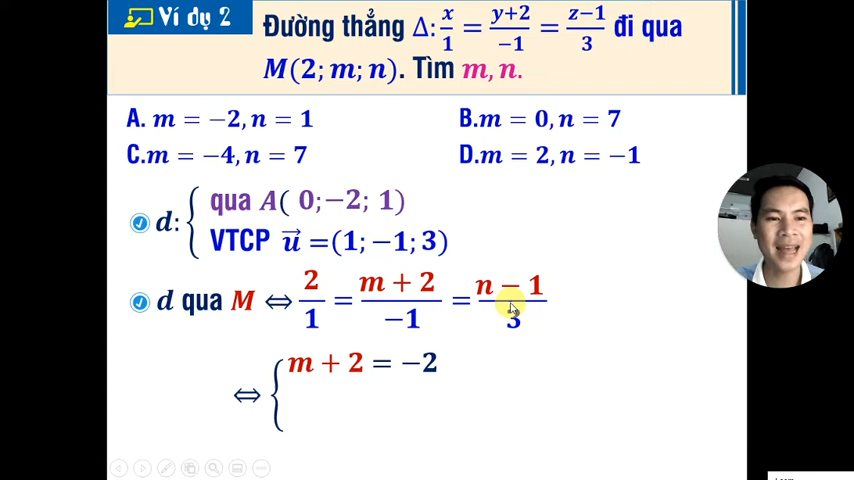 Ví dụ 2
Đường thẳng Δ: x/1 = y+2/−1 = z−1/3 đi qua
M(2; m; n). Tìm m, n.
A. m = −2, n = 1
B.m = 0, n = 7
C.m = −4, n = 7
D.m = 2, n = −1
d: { qua A( 0;−2; 1)
VTCP u⃗ =(1; −1; 3)
d qua M ⇔ 2/1 = m + 2/−1 = n − 1/3
⇔ { m + 2 = −2